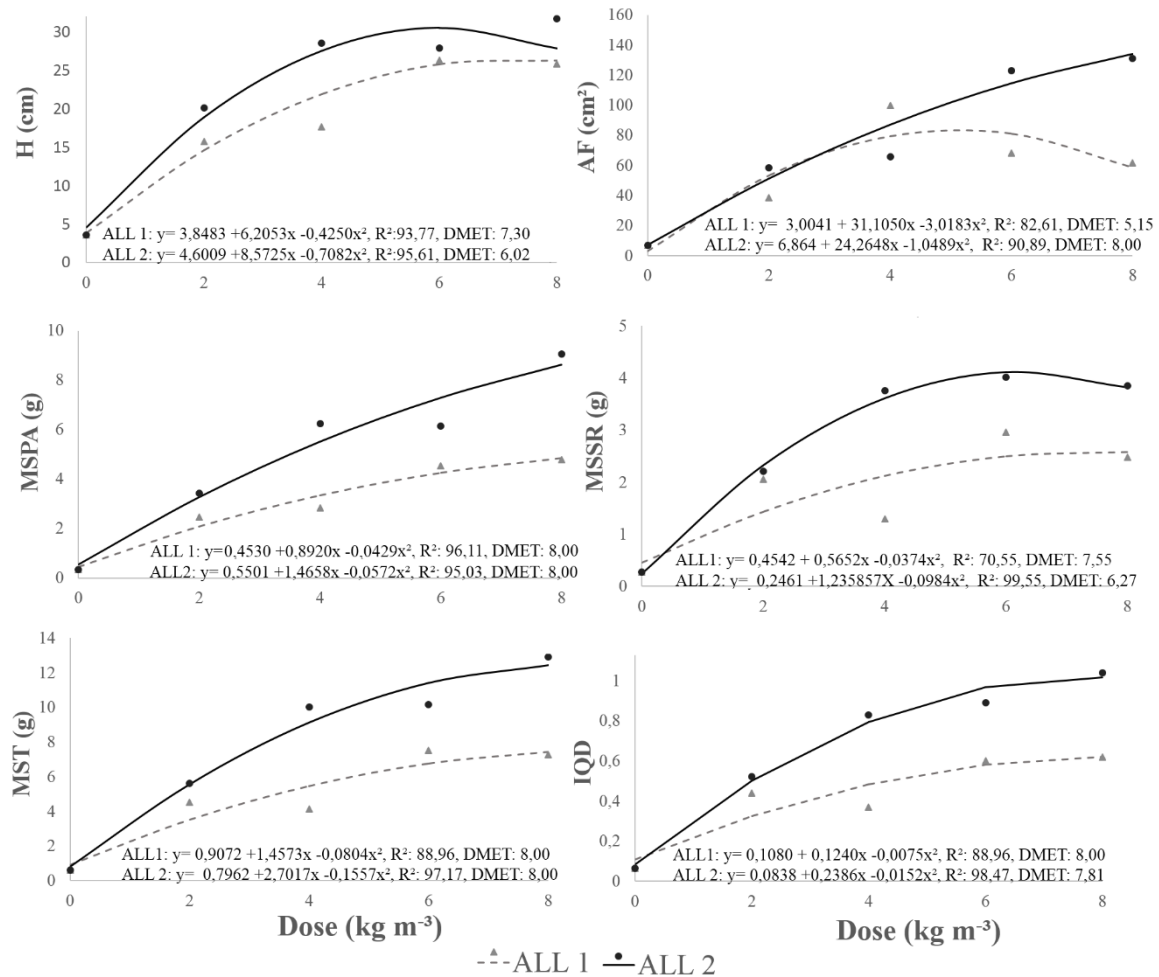 H (cm)
30
25
20
15
10
5
0
ALL 1: y= 3,8483 +6,2053x -0,4250x², R²:93,77, DMET: 7,30
ALL 2: y= 4,6009 +8,5725x -0,7082x², R²:95,61, DMET: 6,02
0 2 4 6 8
AF (cm²)
160
140
120
100
80
60
40
20
0
ALL 1: y= 3,0041 + 31,1050x -3,0183x², R²: 82,61, DMET: 5,15
ALL2: y= 6,864 + 24,2648x -1,0489x², R²: 90,89, DMET: 8,00
0 2 4 6 8
MSPA (g)
10
8
6
4
2
0
ALL 1: y=0,4530 +0,8920x -0,0429x², R²: 96,11, DMET: 8,00
ALL2: y= 0,5501 +1,4658x -0,0572x², R²: 95,03, DMET: 8,00
0 2 4 6 8
MSSR (g)
5
4
3
2
1
0
ALL1: y= 0,4542 + 0,5652x -0,0374x², R²: 70,55, DMET: 7,55
ALL 2: y= 0,2461 +1,235857X -0,0984x², R²: 99,55, DMET: 6,27
0 2 4 6 8
MST (g)
14
12
10
8
6
4
2
0
ALL1: y= 0,9072 +1,4573x -0,0804x², R²: 88,96, DMET: 8,00
ALL 2: y= 0,7962 +2,7017x -0,1557x², R²: 97,17, DMET: 8,00
0 2 4 6 8
Dose (kg m⁻³)
IQD
1
0,8
0,6
0,4
0,2
0
ALL1: y= 0,1080 + 0,1240x -0,0075x², R²: 88,96, DMET: 8,00
ALL 2: y= 0,0838 +0,2386x -0,0152x², R²: 98,47, DMET: 7,81
0 2 4 6 8
Dose (kg m⁻³)
ALL 1 ALL 2